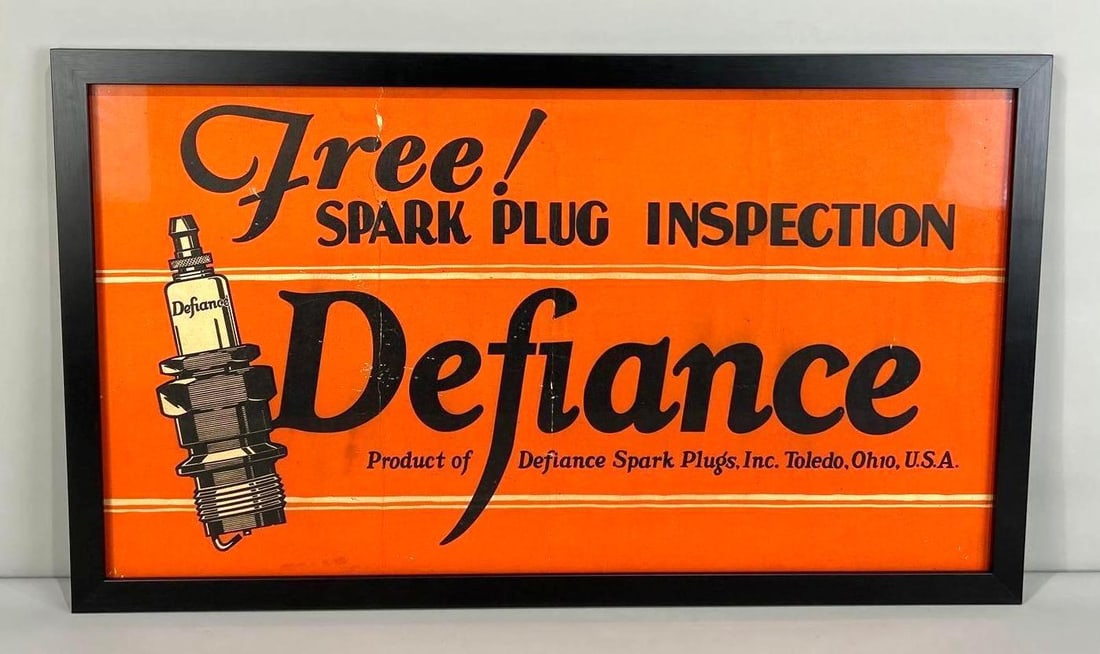 Free!
SPARK PLUG INSPECTION
Defiance
Defiance
Product of Defiance Spark Plugs, Inc. Toledo, Ohio, U.S.A.